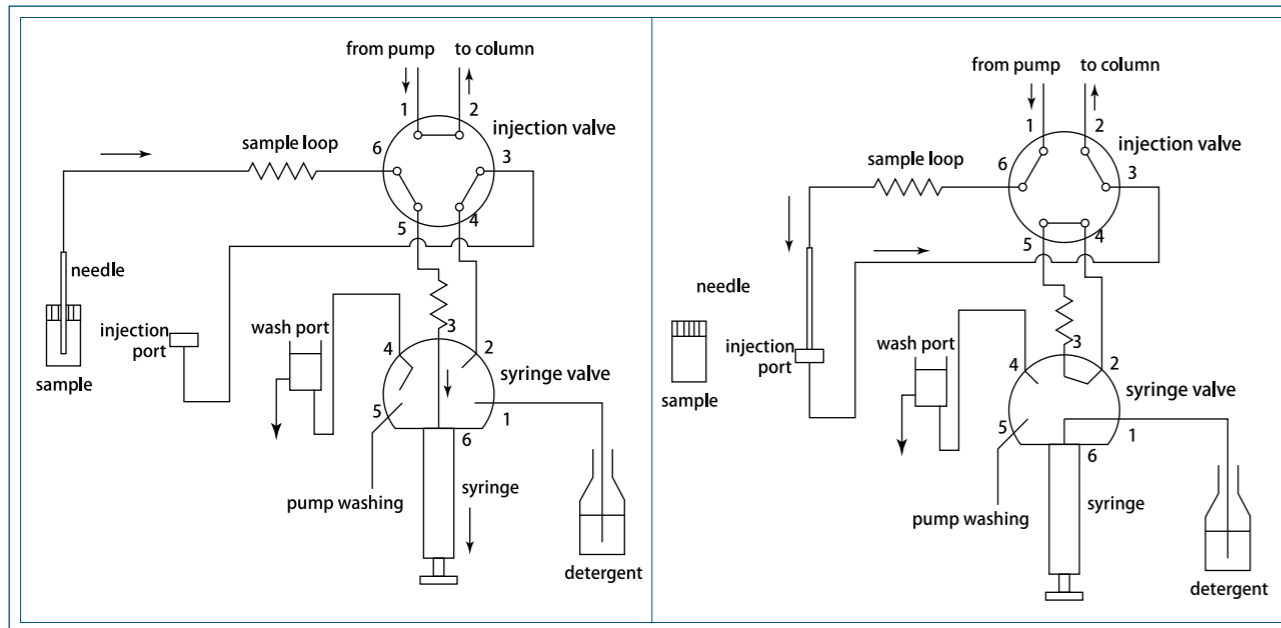 from pump to column
1 2
injection valve
sample loop
6 3
5 4
needle
injection
port
sample
wash port
3
4 2
syringe valve
5 1
6
pump washing
syringe
detergent
from pump to column
1 2
injection valve
sample loop
6 3
5 4
needle
injection
port
sample
wash port
3
4 2
syringe valve
5 1
6
pump washing
syringe
detergent